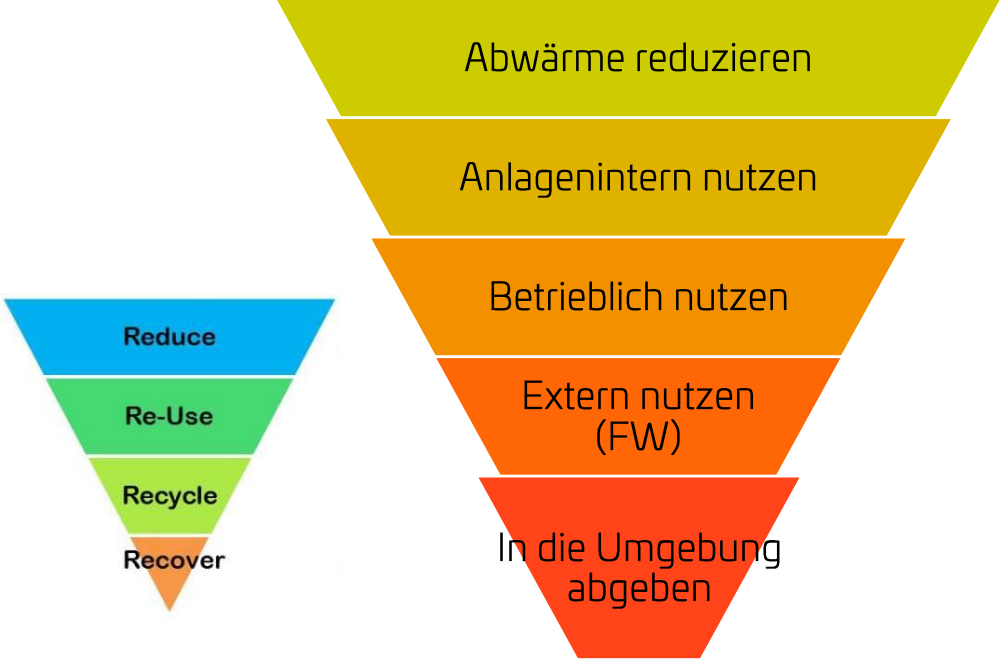 Abwärme reduzieren
Anlagenintern nutzen
Betrieblich nutzen
Extern nutzen
(FW)
In die Umgebung
abgeben
Reduce
Re-Use
Recycle
Recover